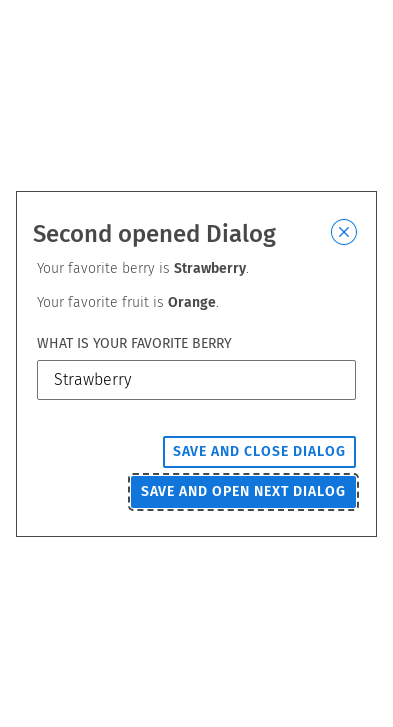 Second opened Dialog
Your favorite berry is Strawberry.
Your favorite fruit is Orange.
WHAT IS YOUR FAVORITE BERRY
Strawberry
SAVE AND CLOSE DIALOG
SAVE AND OPEN NEXT DIALOG